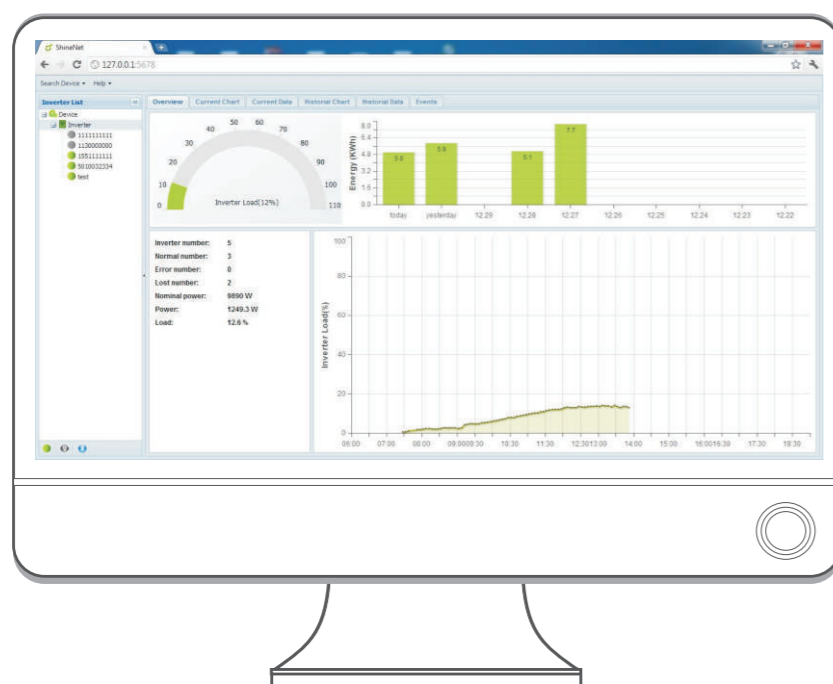 ShineNet
127.0.0.1:5678
Search Device Help
Inverter List
Overview Current Chart Current Data Historial Chart Historial Data Events
Device
Inverter
1111111111
1130000000
1551111111
5010032334
test
0 10 20 30 40 50 60 70 80 90 100 110
Inverter Load(12%)
Energy (KWh)
8.0
6.4
4.8
3.2
1.6
0.0
5.9
5.1
7.7
today yesterday 12.29 12.28 12.27 12.26 12.25 12.24 12.23 12.22
Inverter number: 5
Normal number: 3
Error number: 0
Lost number: 2
Nominal power: 9890 W
Power: 1249.3 W
Load: 12.6 %
Inverter Load(%)
100
80
60
40
20
0
06:00 07:00 08:00 09:0009:30 10:30 11:30 12:3013:00 14:00 15:00 16:0016:30 17:30 18:30